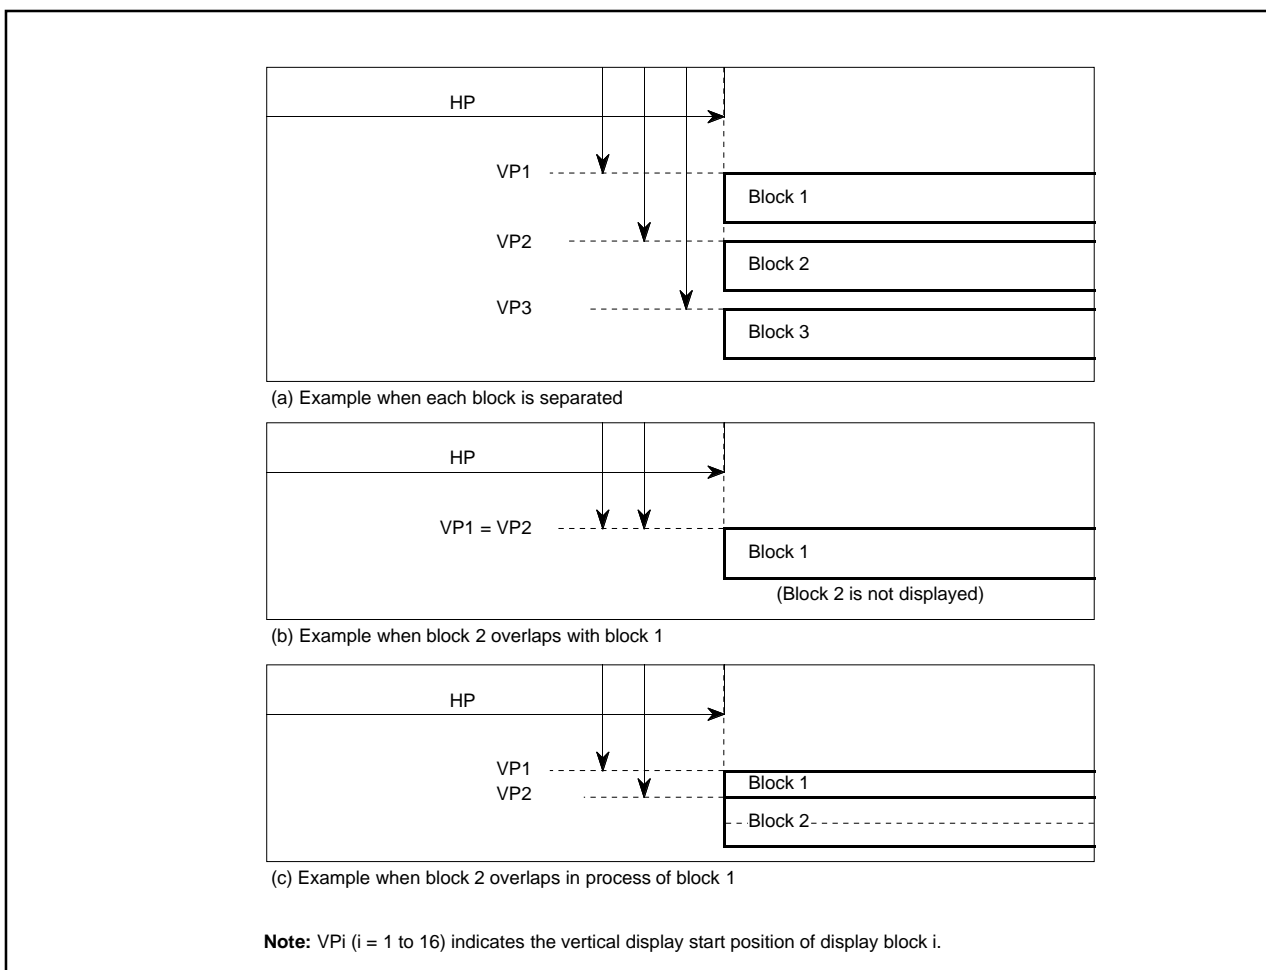 HP
VP1
Block 1
VP2
Block 2
VP3
Block 3
(a) Example when each block is separated
HP
VP1 = VP2
Block 1
(Block 2 is not displayed)
(b) Example when block 2 overlaps with block 1
HP
VP1
Block 1
VP2
Block 2
(c) Example when block 2 overlaps in process of block 1
Note: VPi (i = 1 to 16) indicates the vertical display start position of display block i.